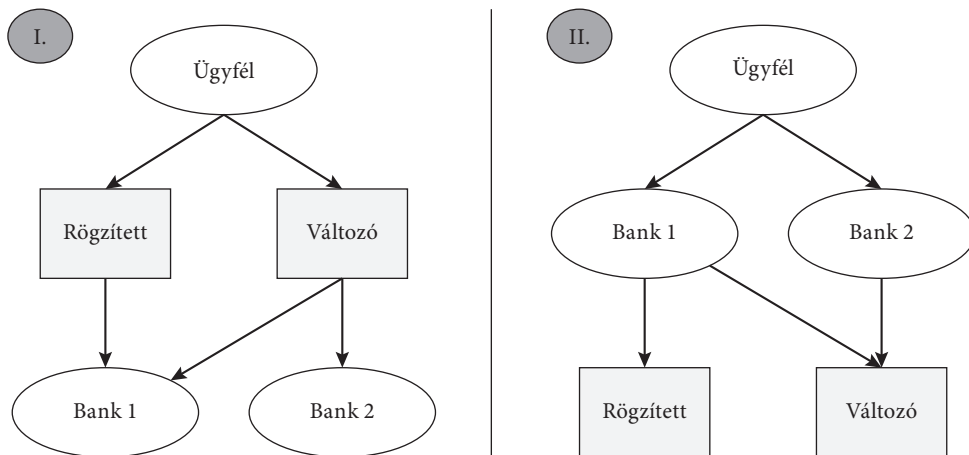 I.
Ügyfél
Rögzített
Változó
Bank 1
Bank 2
II.
Ügyfél
Bank 1
Bank 2
Rögzített
Változó